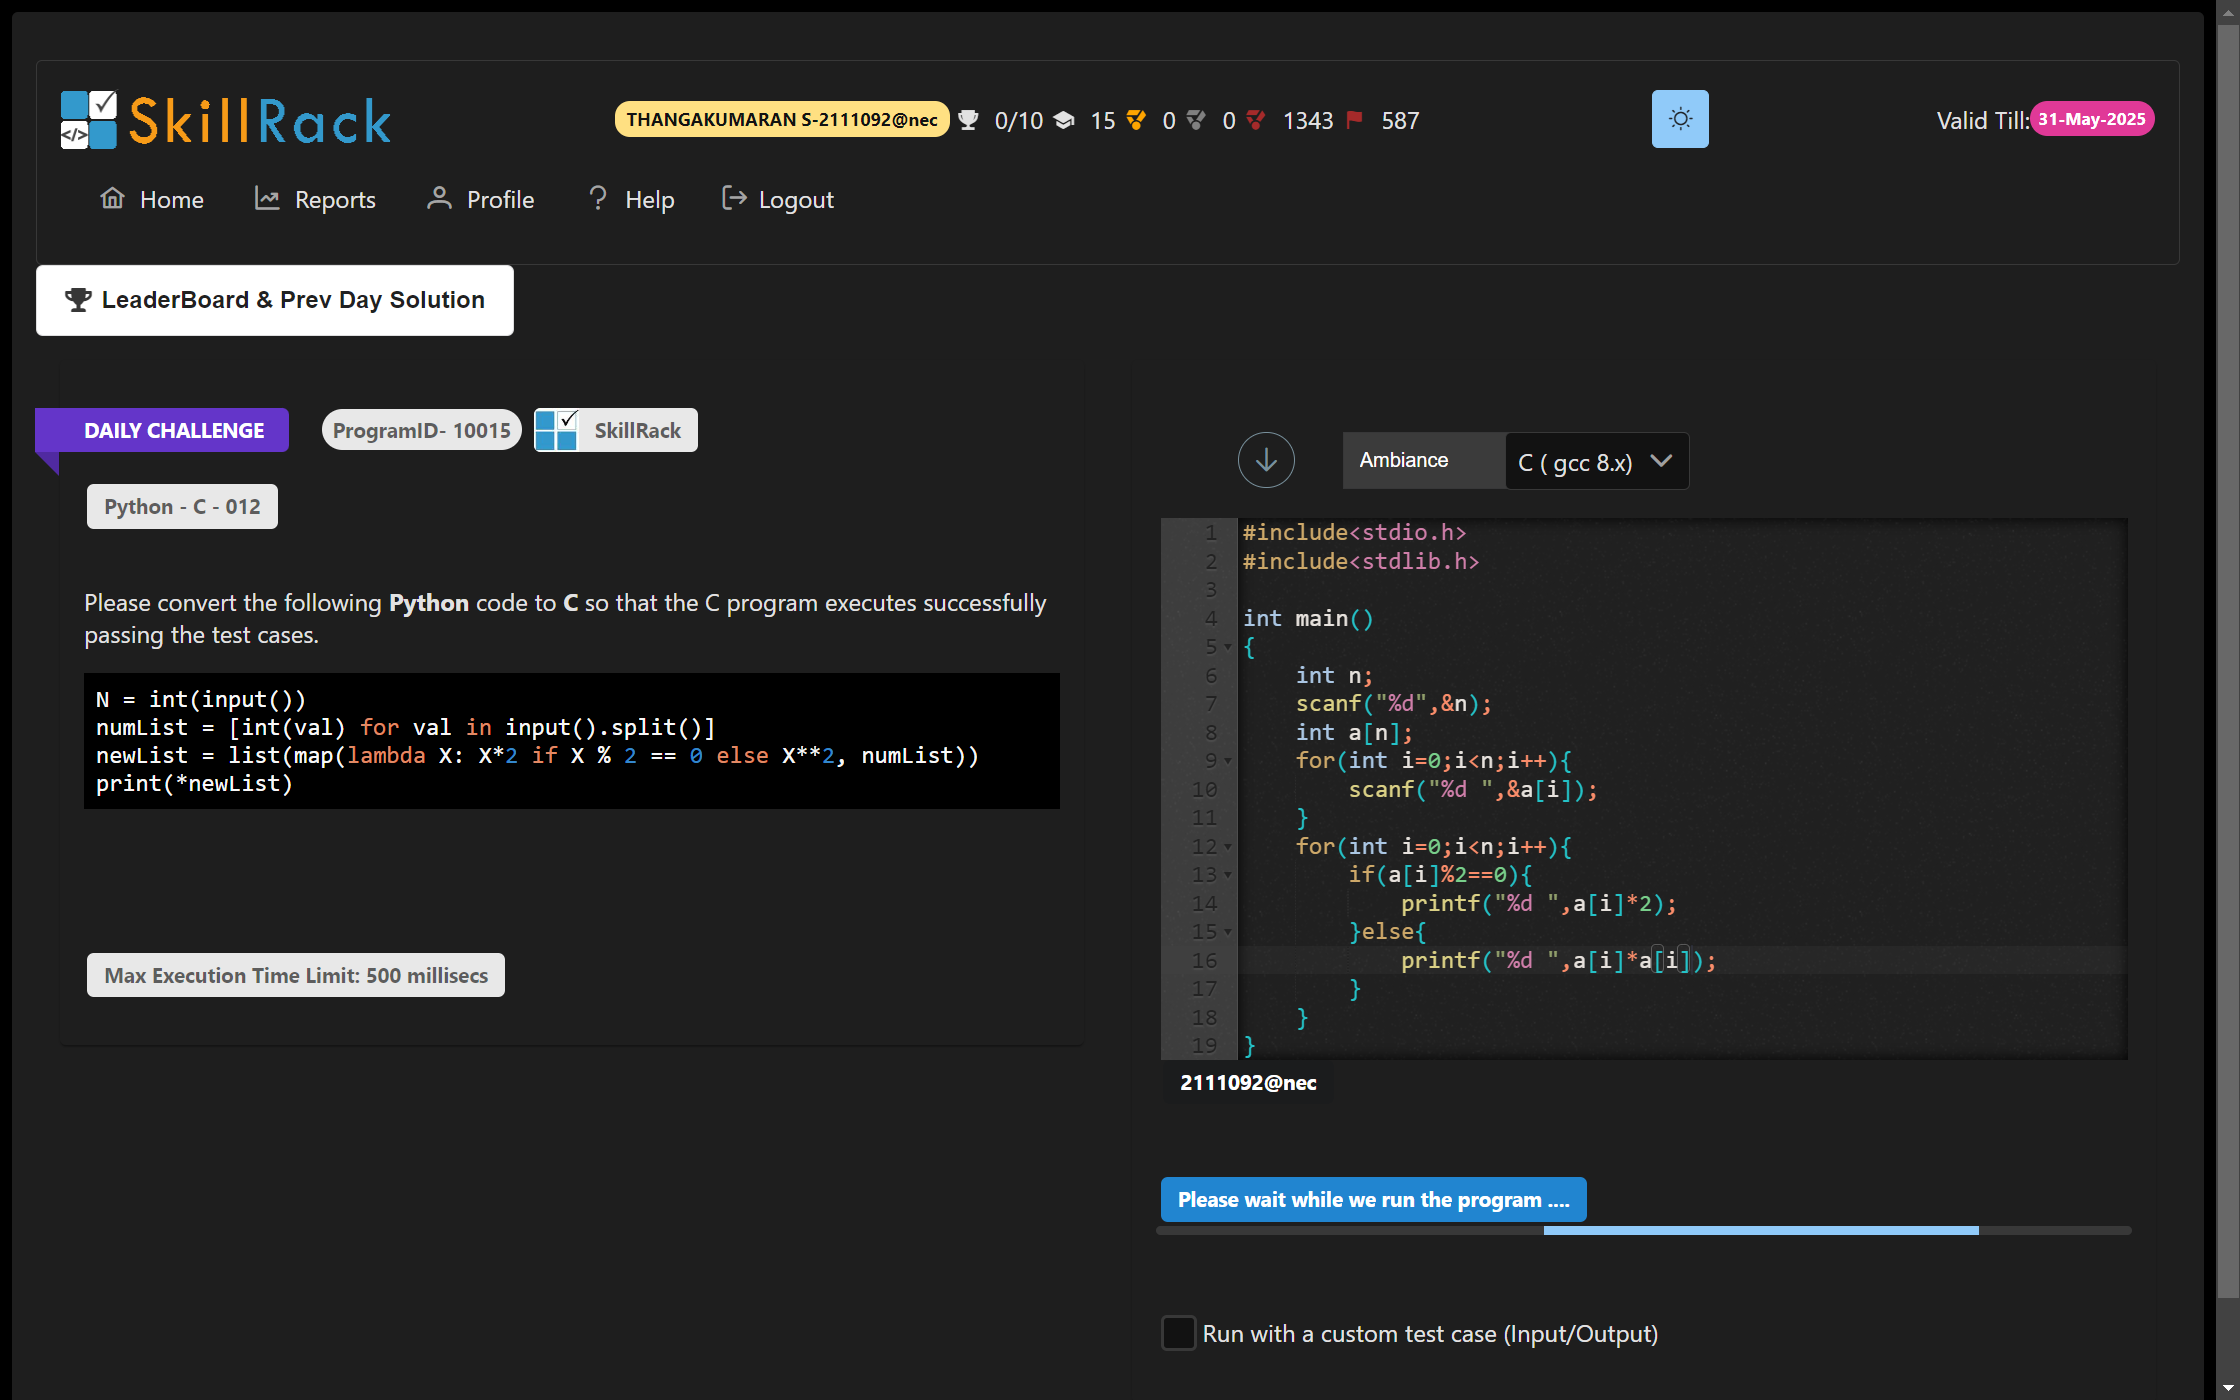 SkillRack
THANGAKUMARAN S-2111092@nec 0/10 15 0 0 1343 587
Valid Till: 31-May-2025
Home Reports Profile Help Logout
LeaderBoard & Prev Day Solution
DAILY CHALLENGE ProgramID- 10015 SkillRack
Python - C - 012
Please convert the following Python code to C so that the C program executes successfully
passing the test cases.
N = int(input())
numList = [int(val) for val in input().split()]
newList = list(map(lambda X: X*2 if X % 2 == 0 else X**2, numList))
print(*newList)
Max Execution Time Limit: 500 millisecs
Ambiance C ( gcc 8.x)
1 #include<stdio.h>
2 #include<stdlib.h>
3
4 int main()
5 {
6     int n;
7     scanf("%d",&n);
8     int a[n];
9     for(int i=0;i<n;i++){
10         scanf("%d ",&a[i]);
11     }
12     for(int i=0;i<n;i++){
13         if(a[i]%2==0){
14             printf("%d ",a[i]*2);
15         }else{
16             printf("%d ",a[i]*a[i]);
17         }
18     }
19 }
2111092@nec
Please wait while we run the program ....
Run with a custom test case (Input/Output)